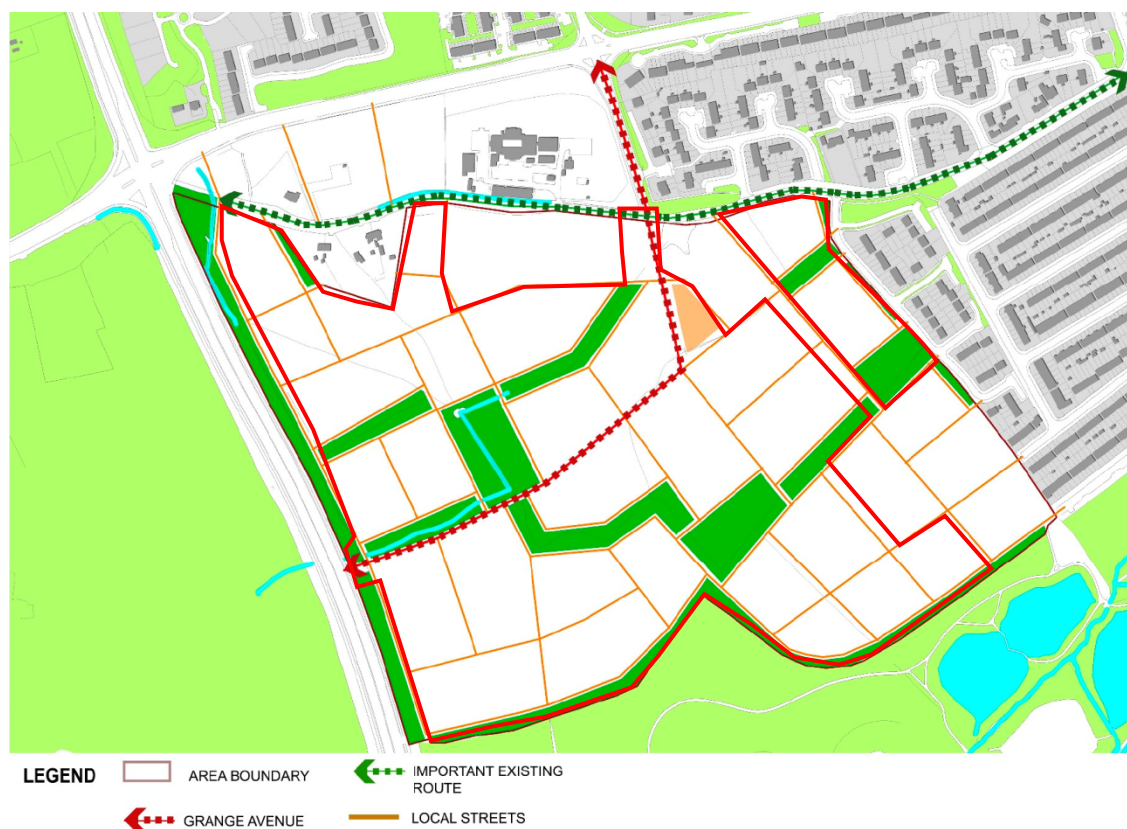 LEGEND
AREA BOUNDARY
IMPORTANT EXISTING
ROUTE
GRANGE AVENUE
LOCAL STREETS